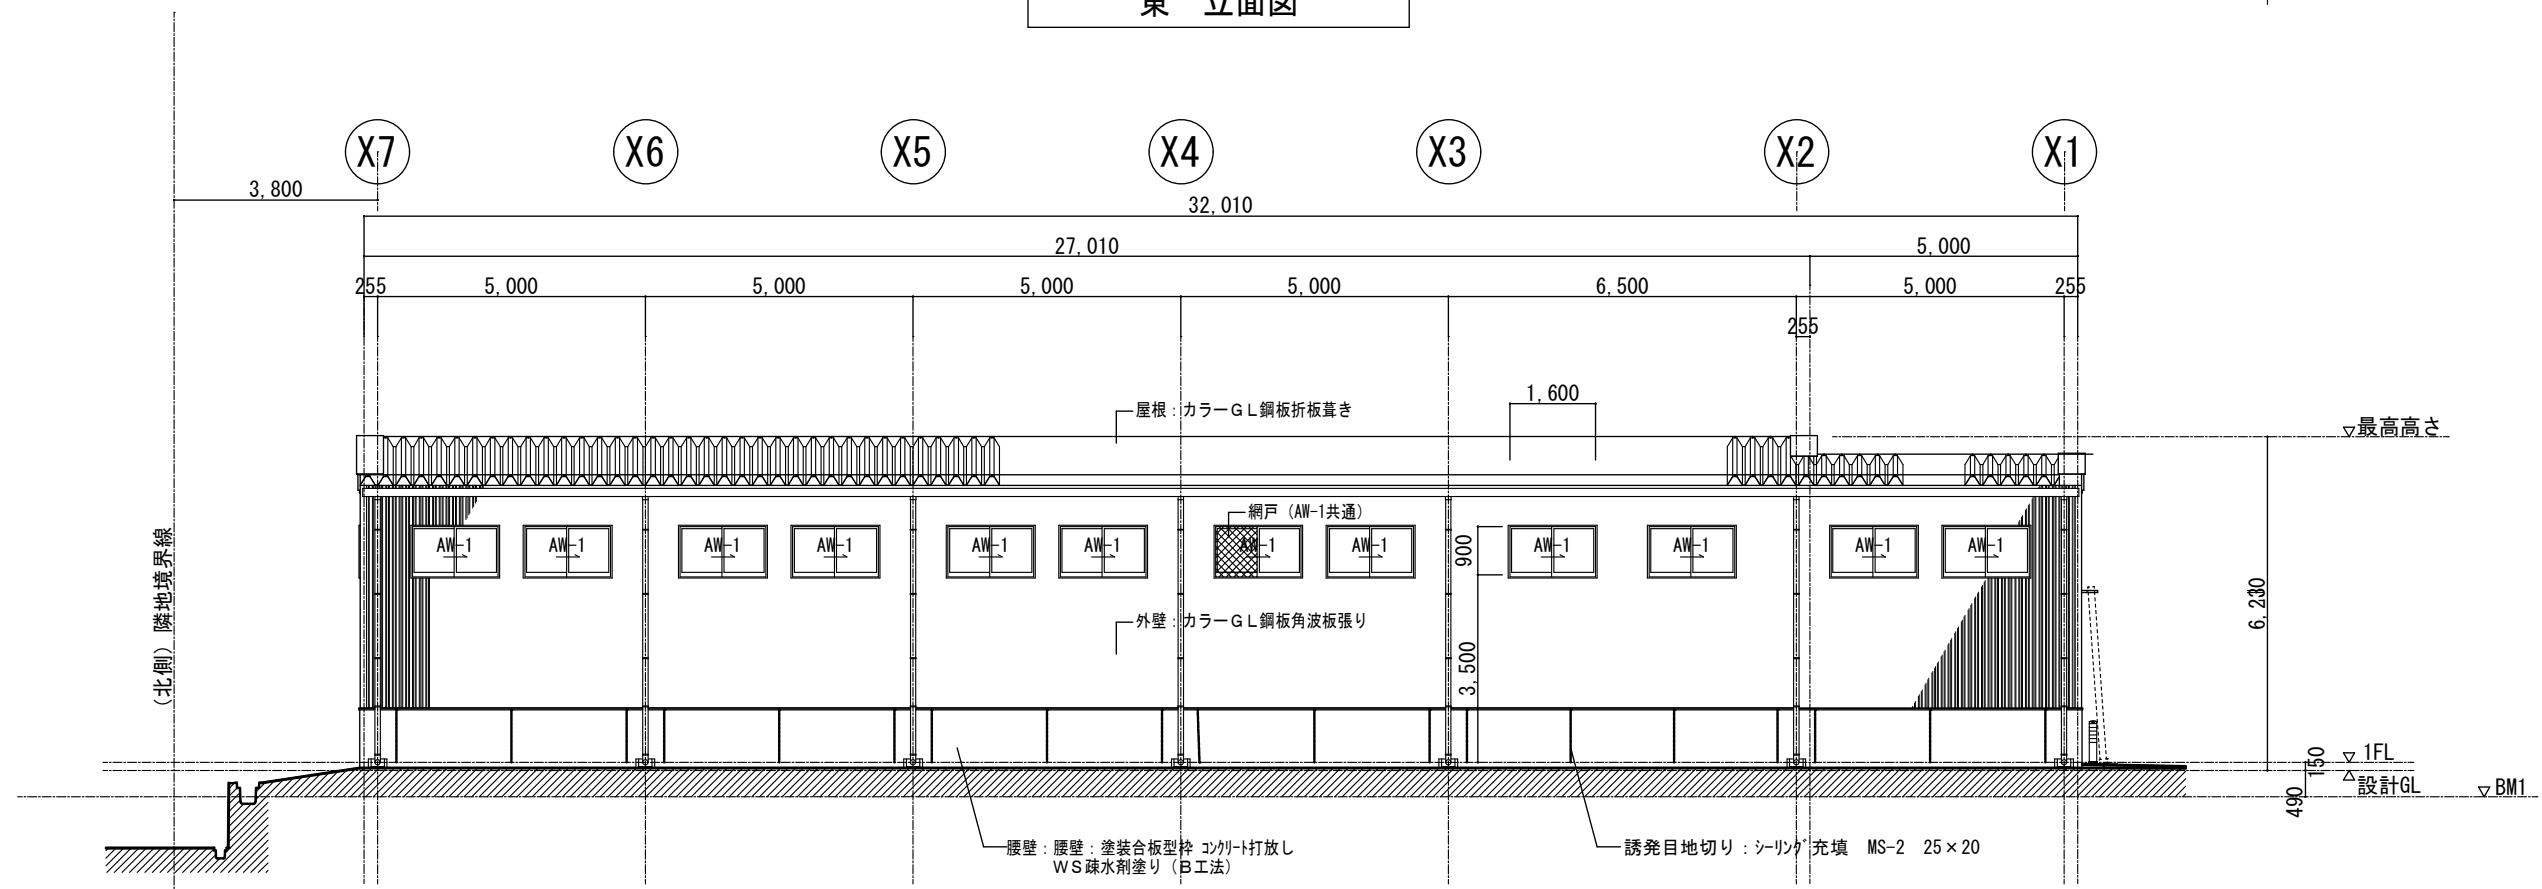 東　立面図
X7
X6
X5
X4
X3
X2
X1
3,800
32,010
27,010
5,000
255
5,000
5,000
5,000
5,000
6,500
5,000
255
255
1,600
屋根：カラーＧＬ鋼板折板葺き
▽最高高さ
網戸（AW-1共通）
AW-1
AW-1
AW-1
AW-1
AW-1
AW-1
AW-1
AW-1
AW-1
AW-1
AW-1
AW-1
900
（北側）隣地境界線
外壁：カラーＧＬ鋼板角波板張り
3,500
▽ 1FL
150
設計GL
490
▽ BM1
腰壁：腰壁：塗装合板型枠 ｺﾝｸﾘｰﾄ打放し
ＷＳ疎水剤塗り（Ｂ工法）
誘発目地切り：ｼｰﾘﾝｸﾞ充填　MS-2　25×20